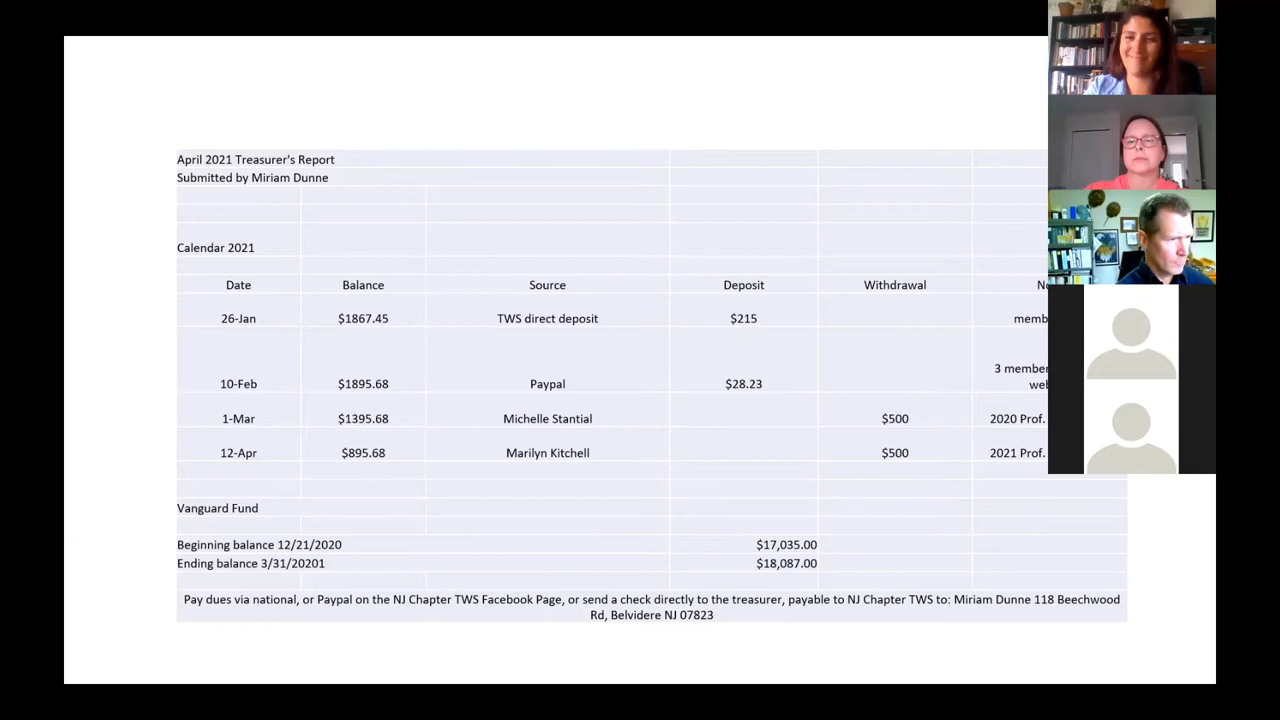 April 2021 Treasurer's Report
Submitted by Miriam Dunne
Calendar 2021
Date Balance Source Deposit Withdrawal
26-Jan $1867.45 TWS direct deposit $215
3
10-Feb $1895.68 Paypal $28.23
1-Mar $1395.68 Michelle Stantial $500 2020 Prof.
12-Apr $895.68 Marilyn Kitchell $500 2021 Prof.
Vanguard Fund
Beginning balance 12/21/2020 $17,035.00
Ending balance 3/31/20201 $18,087.00
Pay dues via national, or Paypal on the NJ Chapter TWS Facebook Page, or send a check directly to the treasurer, payable to NJ Chapter TWS to: Miriam Dunne 118 Beechwood
Rd, Belvidere NJ 07823